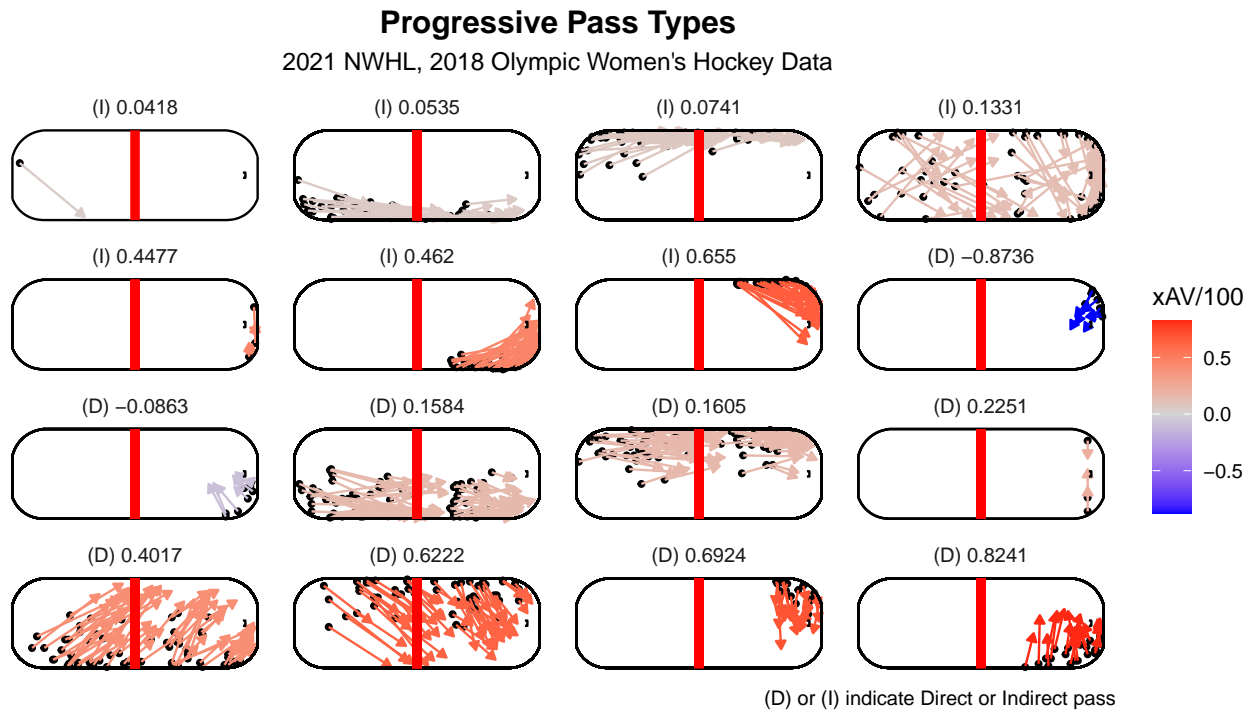 Progressive Pass Types
2021 NWHL, 2018 Olympic Women's Hockey Data
(I) 0.0418
(I) 0.0535
(I) 0.0741
(I) 0.1331
(I) 0.4477
(I) 0.462
(I) 0.655
(D) −0.8736
(D) −0.0863
(D) 0.1584
(D) 0.1605
(D) 0.2251
(D) 0.4017
(D) 0.6222
(D) 0.6924
(D) 0.8241
xAV/100
0.5
0.0
−0.5
(D) or (I) indicate Direct or Indirect pass